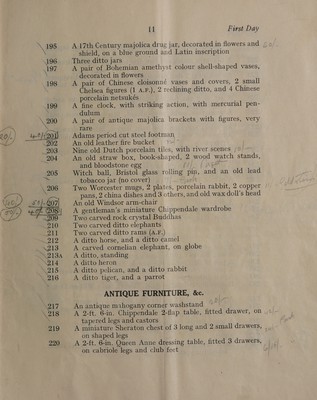 11
First Day
195 A 17th Century majolica drug jar, decorated in flowers and
shield, on a blue ground and Latin inscription
196 Three ditto jars
197 A pair of Bohemian amethyst colour shell-shaped vases,
decorated in flowers
198 A pair of Chinese cloisonné vases and covers, 2 small
Chelsea figures (1 A.F.), 2 reclining ditto, and 4 Chinese
porcelain netsukés
199 A fine clock, with striking action, with mercurial pen-
dulum
200 A pair of antique majolica brackets with figures, very
rare
201 Adams period cut steel footman
202 An old leather fire bucket
203 Nine old Dutch porcelain tiles, with river scenes
204 An old straw box, book-shaped, 2 wood watch stands,
and bloodstone egg
205 Witch ball, Bristol glass rolling pin, and an old lead
tobacco jar (no cover)
206 Two Worcester mugs, 2 plates, porcelain rabbit, 2 copper
pans, 2 china dishes and 3 others, and old wax doll's head
207 An old Windsor arm-chair
208 A gentleman's miniature Chippendale wardrobe
209 Two carved rock crystal Buddhas
210 Two carved ditto elephants
211 Two carved ditto rams (A.F.)
212 A ditto horse, and a ditto camel
213 A carved cornelian elephant, on globe
213A A ditto, standing
214 A ditto heron
215 A ditto pelican, and a ditto rabbit
216 A ditto tiger, and a parrot
ANTIQUE FURNITURE, &c.
217 An antique mahogany corner washstand
218 A 2-ft. 6-in. Chippendale 2-flap table, fitted drawer, on
tapered legs and castors
219 A miniature Sheraton chest of 3 long and 2 small drawers,
on shaped legs
220 A 2-ft. 6-in. Queen Anne dressing table, fitted 3 drawers,
on cabriole legs and club feet